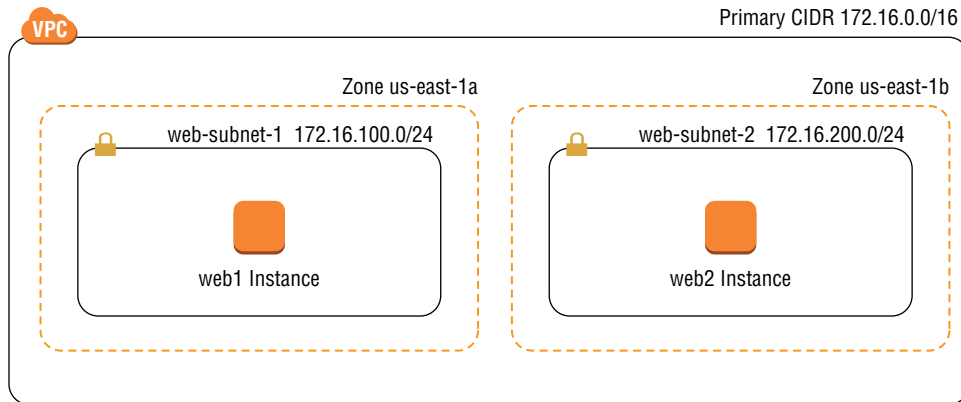 VPC
Primary CIDR 172.16.0.0/16
Zone us-east-1a
Zone us-east-1b
web-subnet-1 172.16.100.0/24
web-subnet-2 172.16.200.0/24
web1 Instance
web2 Instance